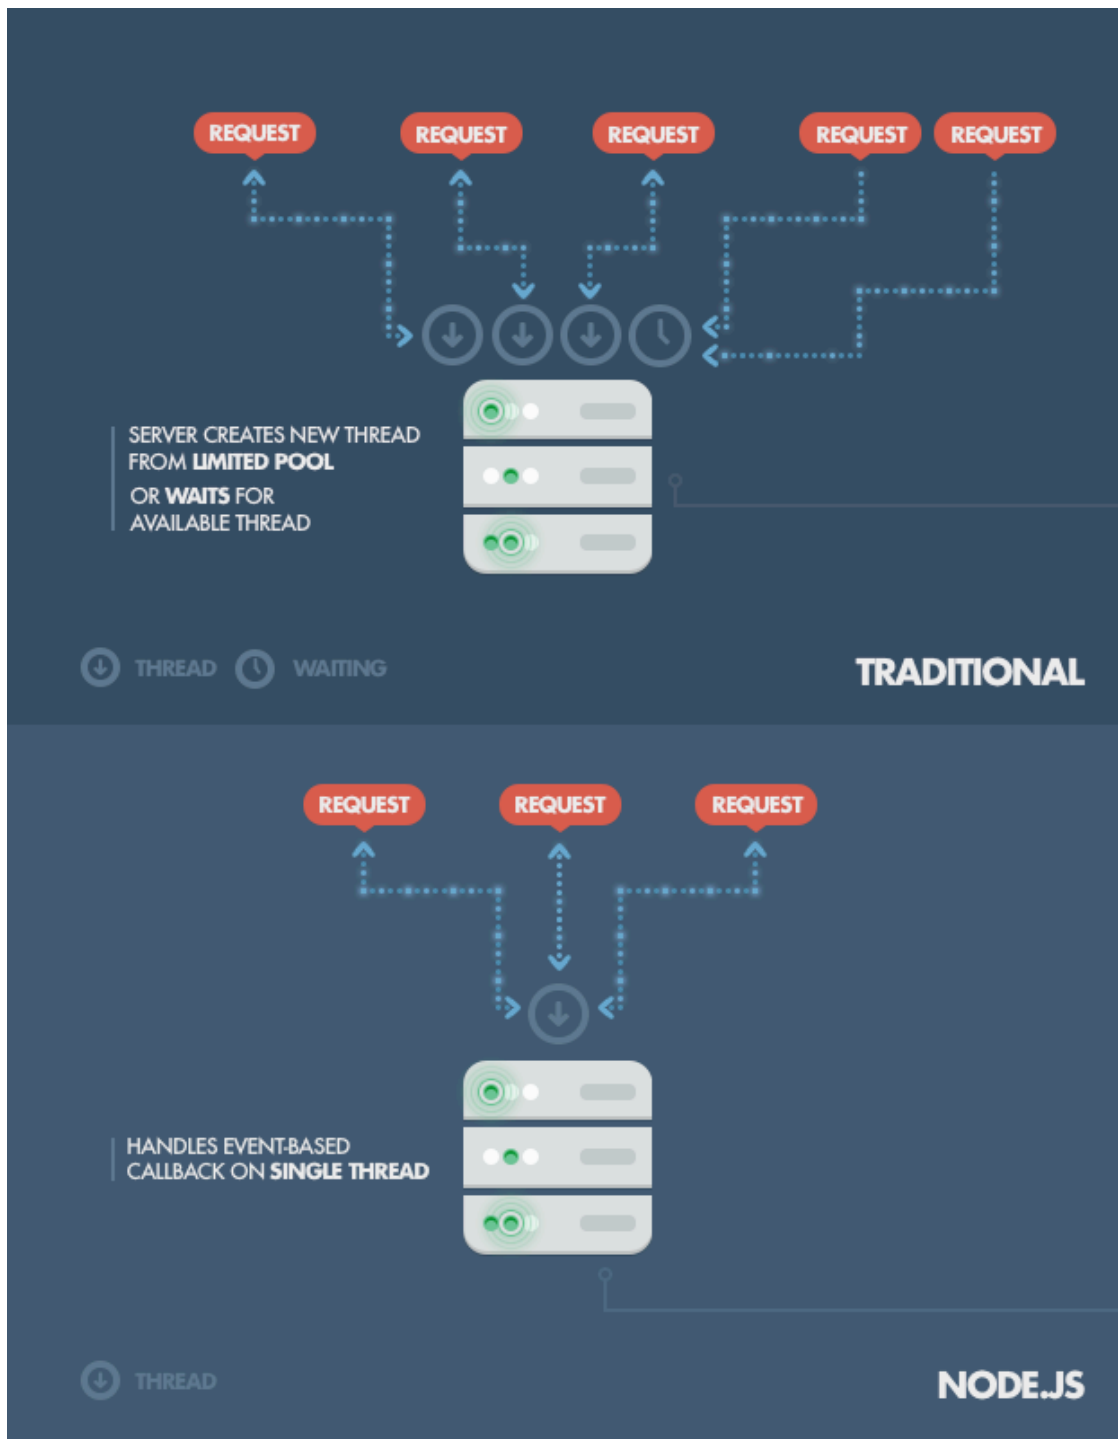 REQUEST
REQUEST
REQUEST
REQUEST
REQUEST
SERVER CREATES NEW THREAD
FROM LIMITED POOL
OR WAITS FOR
AVAILABLE THREAD
THREAD
WAITING
TRADITIONAL
REQUEST
REQUEST
REQUEST
HANDLES EVENT-BASED
CALLBACK ON SINGLE THREAD
THREAD
NODE.JS